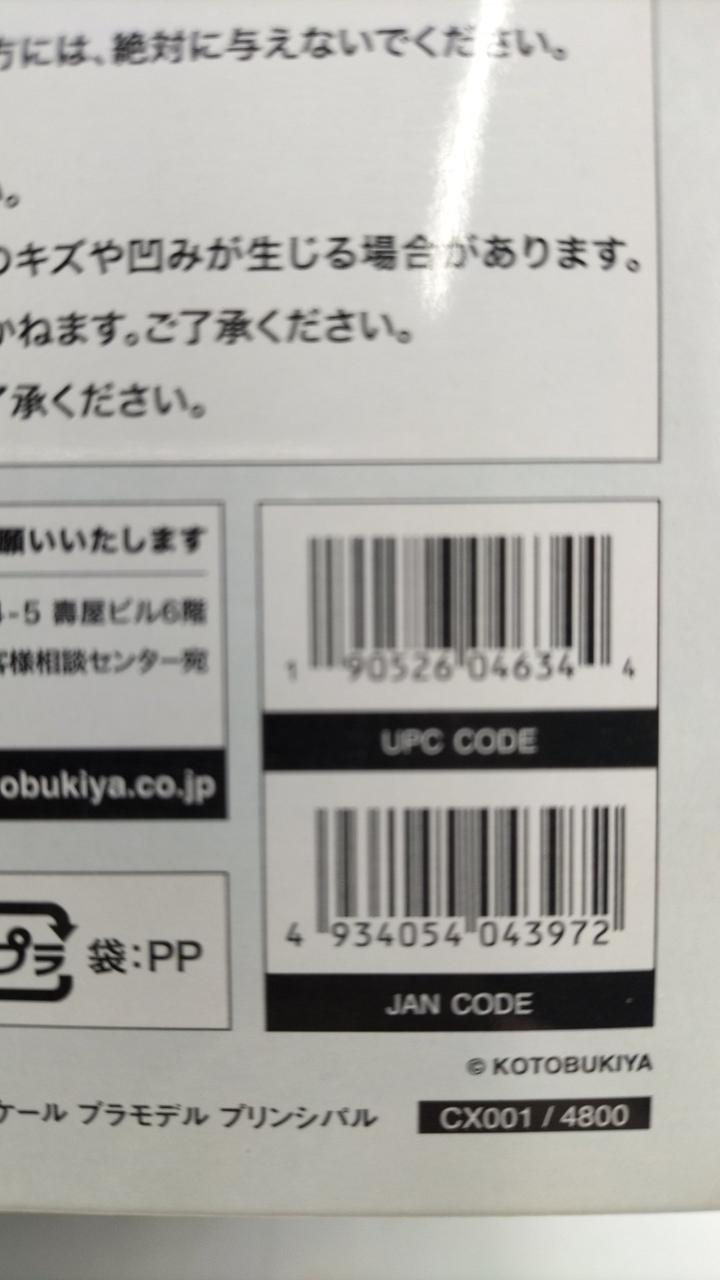 方には、絶対に与えないでください。
い。
のキズや凹みが生じる場合があります。
かねます。ご了承ください。
了承ください。
願いいたします
4-5 壽屋ビル6階
客様相談センター宛
obukiya.co.jp
プラ 袋:PP
1 90526 04634 4
UPC CODE
4 934054 043972
JAN CODE
© KOTOBUKIYA
ケール プラモデル プリンシパル
CX001 / 4800